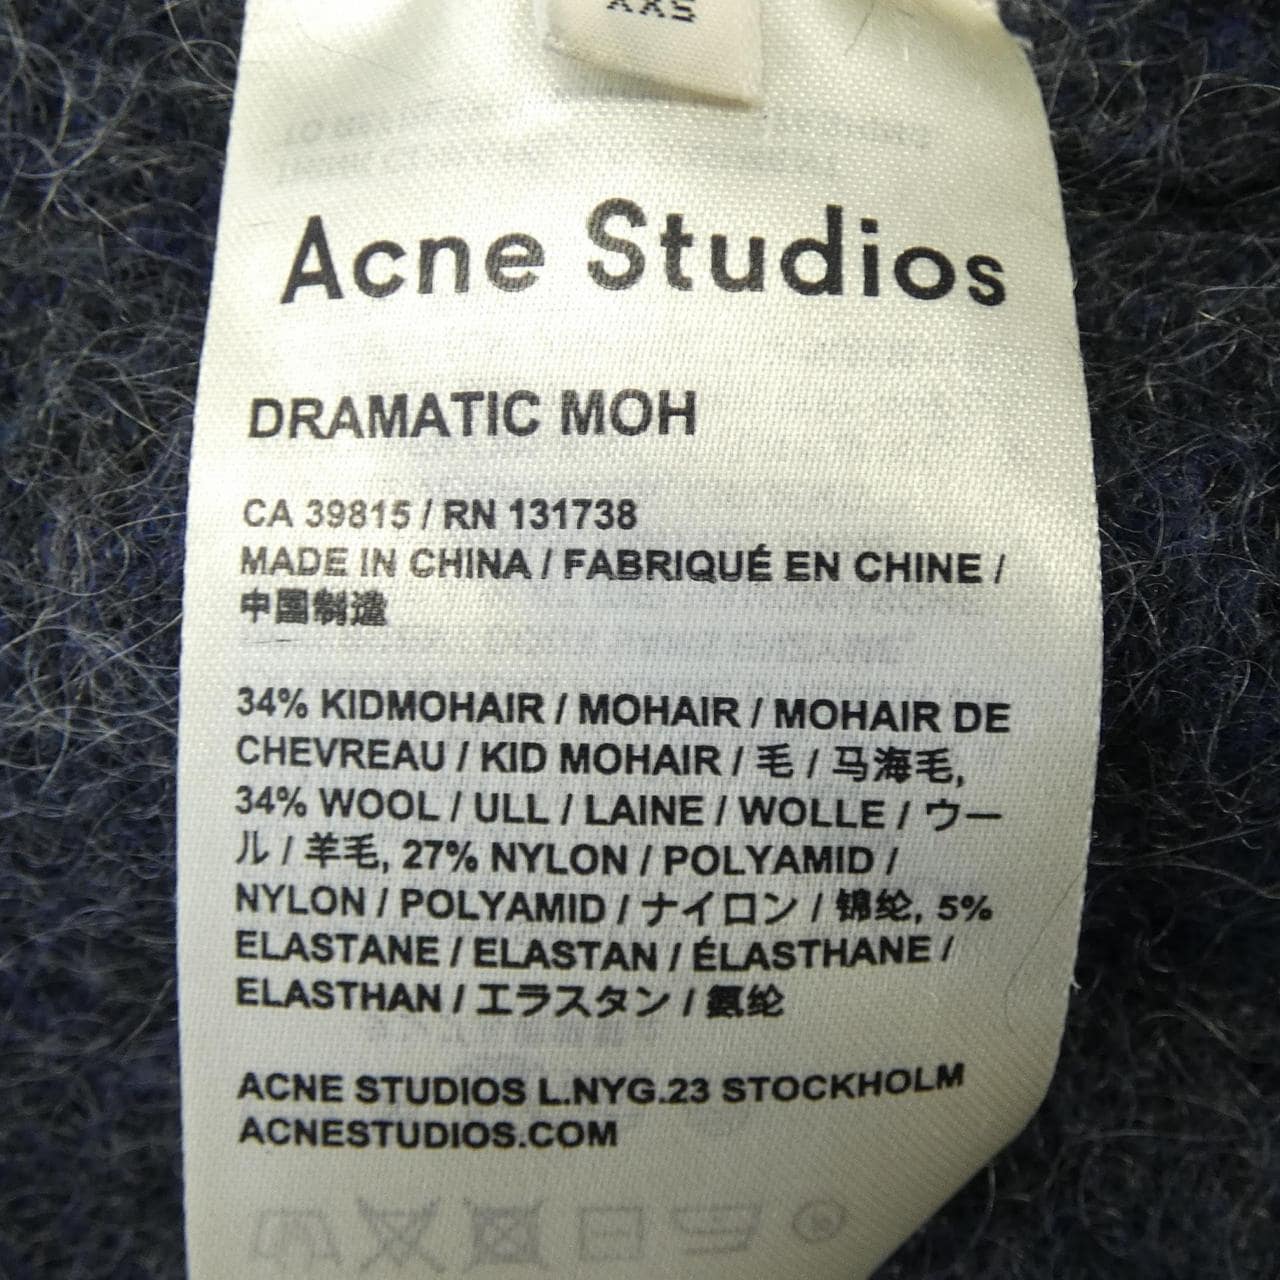 XXS
Acne Studios
DRAMATIC MOH
CA 39815 / RN 131738
MADE IN CHINA / FABRIQUÉ EN CHINE /
中国制造
34% KIDMOHAIR / MOHAIR / MOHAIR DE
CHEVREAU / KID MOHAIR / 毛 / 马海毛,
34% WOOL / ULL / LAINE / WOLLE / ウー
ル / 羊毛, 27% NYLON / POLYAMID /
NYLON / POLYAMID / ナイロン / 锦纶, 5%
ELASTANE / ELASTAN / ÉLASTHANE /
ELASTHAN / エラスタン / 氨纶
ACNE STUDIOS L.NYG.23 STOCKHOLM
ACNESTUDIOS.COM